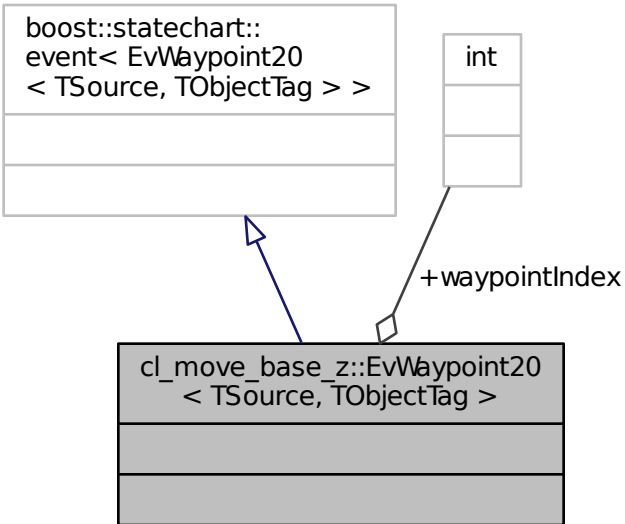 boost::statechart::
event< EvWaypoint20
< TSource, TObjectTag > >
int
+waypointIndex
cl_move_base_z::EvWaypoint20
< TSource, TObjectTag >